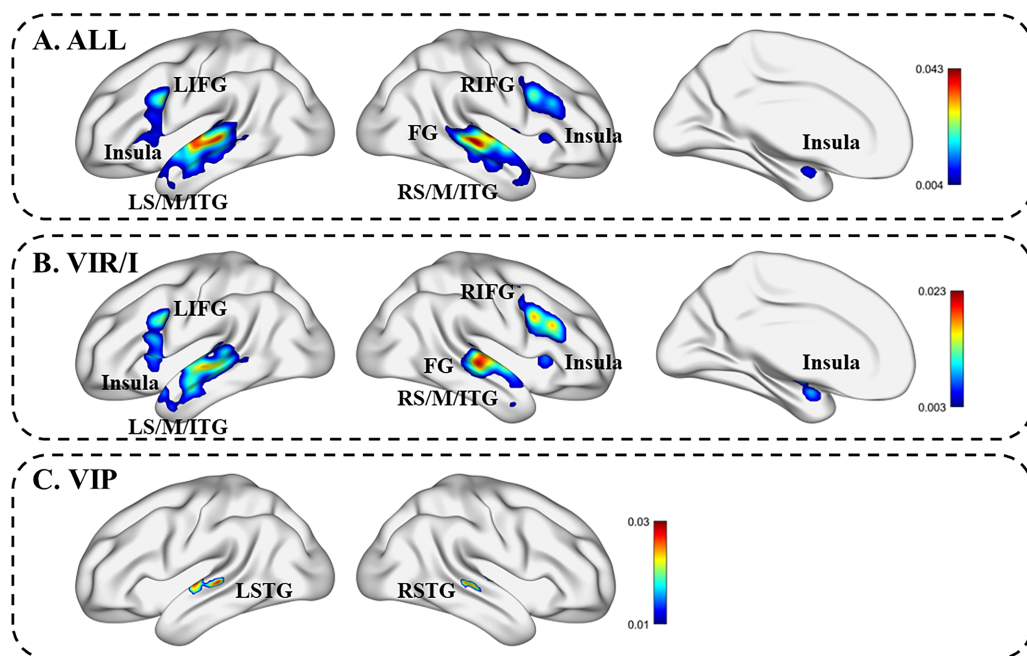 A. ALL
LIFG
Insula
LS/M/ITG
RIFG
FG
Insula
RS/M/ITG
Insula
0.043
0.004
B. VIR/I
LIFG
Insula
LS/M/ITG
RIFG
FG
Insula
RS/M/ITG
Insula
0.023
0.003
C. VIP
LSTG
RSTG
0.03
0.01